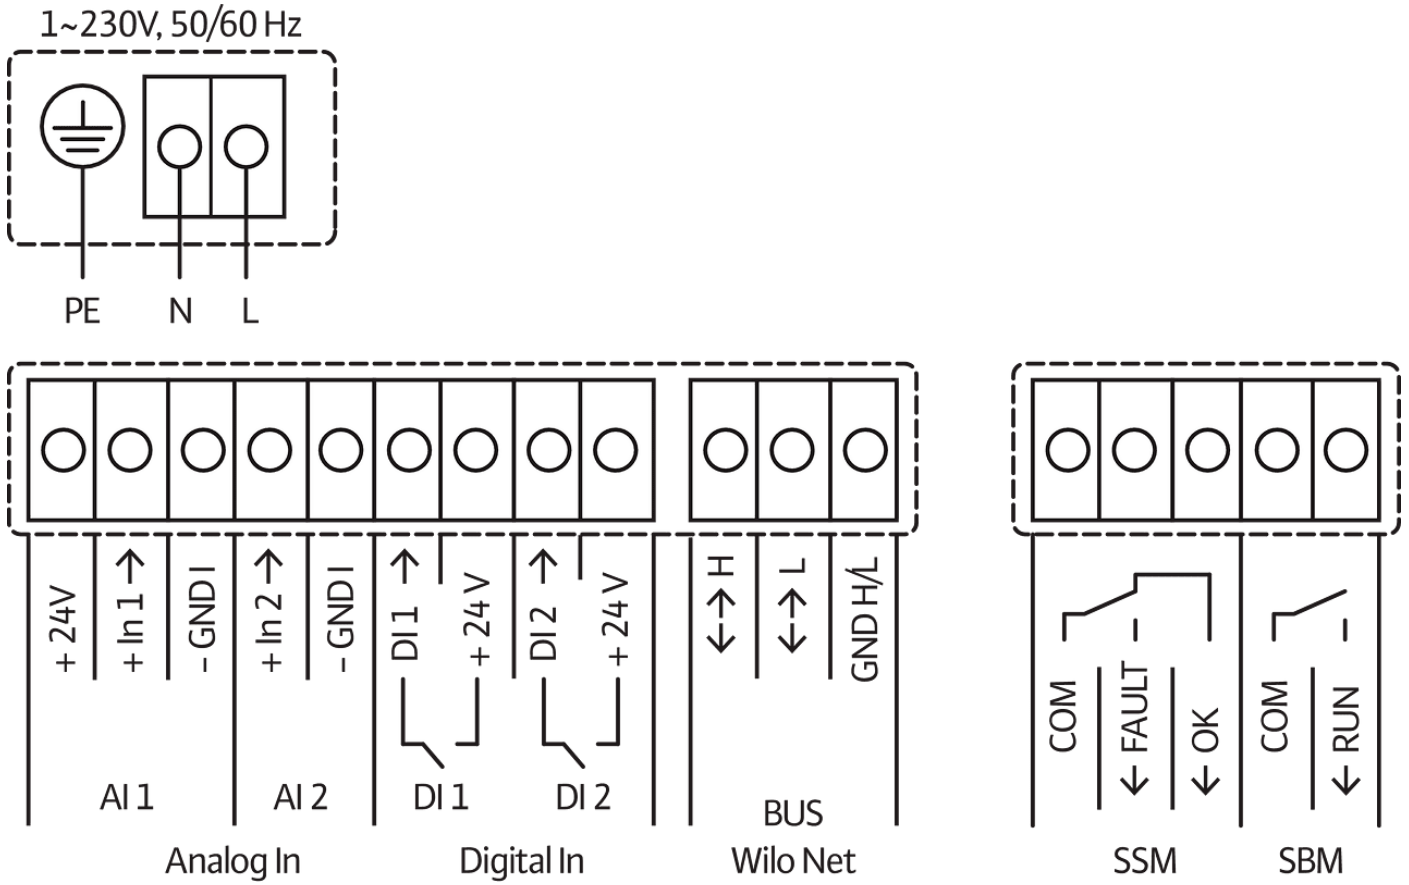 1~230V, 50/60 Hz
PE N L
+ 24V
+ In 1
- GND I
+ In 2
- GND I
DI 1
+ 24 V
DI 2
+ 24 V
H
L
GND H/L
COM
FAULT
OK
COM
RUN
AI 1 AI 2 DI 1 DI 2 BUS
Analog In Digital In Wilo Net SSM SBM